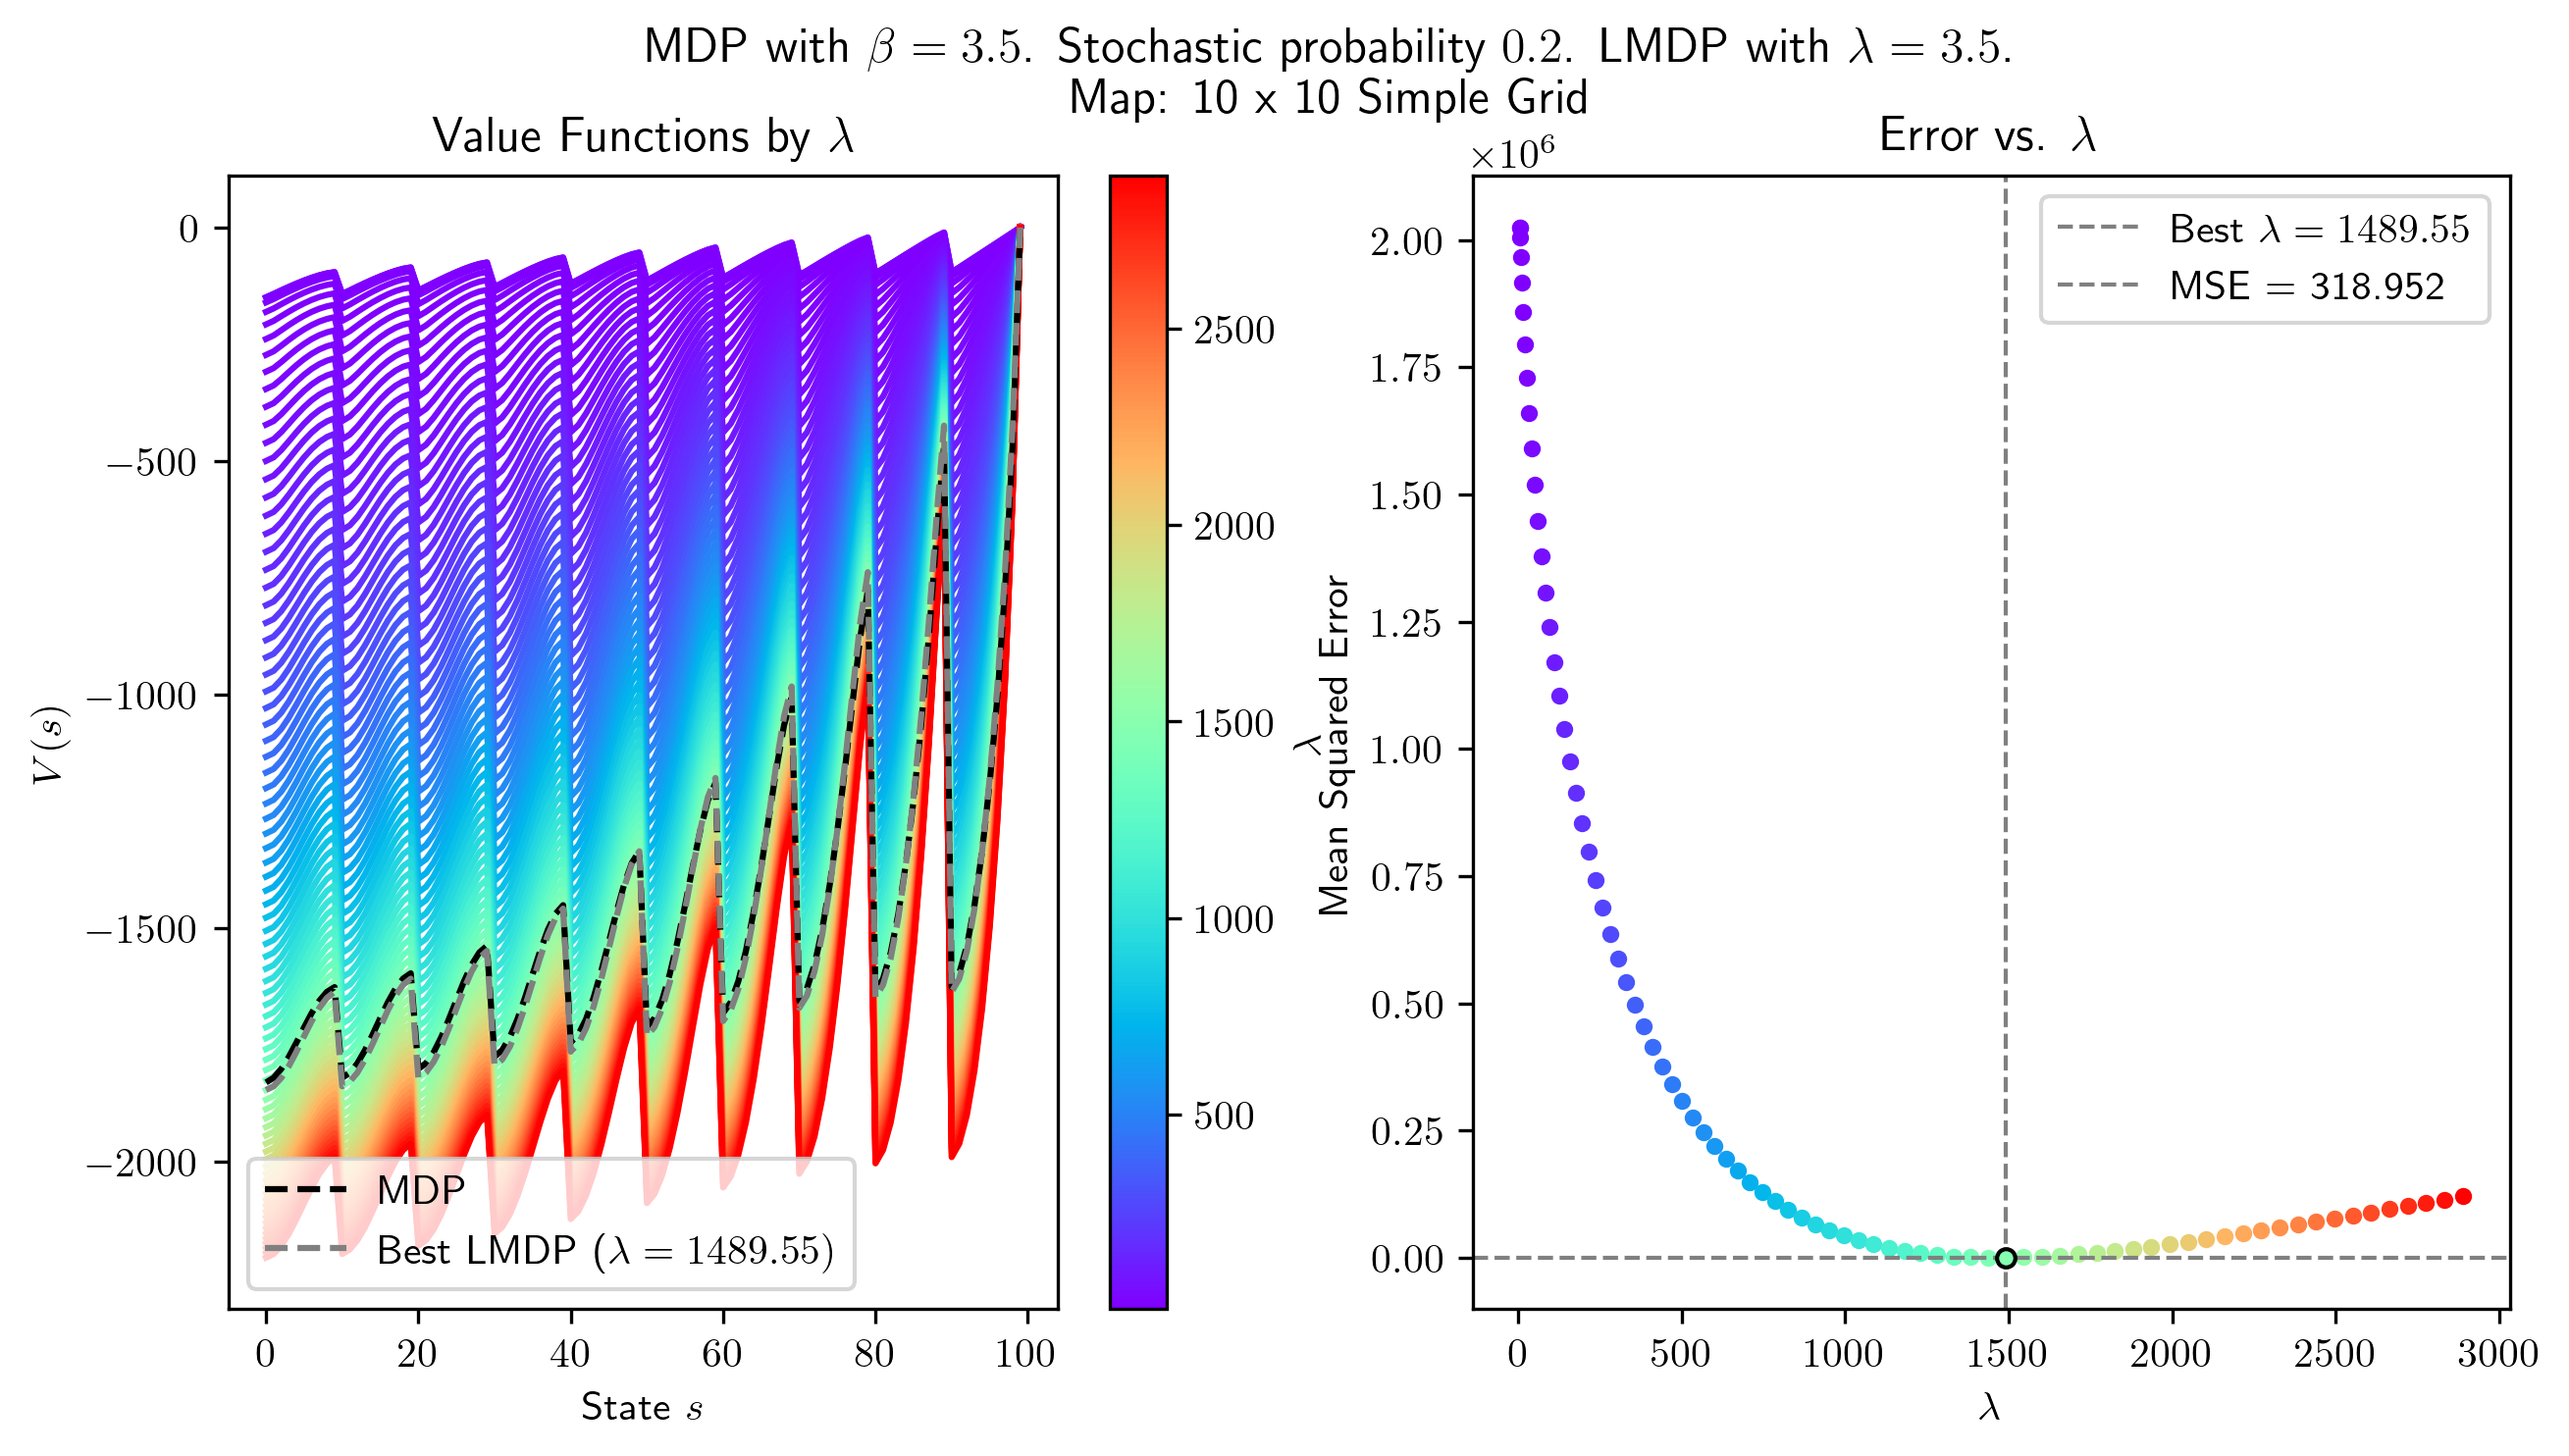 MDP with β = 3.5. Stochastic probability 0.2. LMDP with λ = 3.5.
Map: 10 x 10 Simple Grid
Value Functions by λ
V(s)
0
−500
−1000
−1500
−2000
MDP
Best LMDP (λ = 1489.55)
0 20 40 60 80 100
State s
2500
2000
1500
1000
500
λ
Error vs. λ
×10⁶
Mean Squared Error
2.00
1.75
1.50
1.25
1.00
0.75
0.50
0.25
0.00
Best λ = 1489.55
MSE = 318.952
0 500 1000 1500 2000 2500 3000
λ